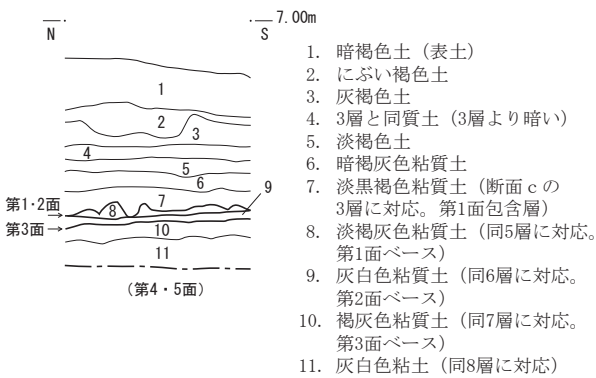 7.00m
N
S
1
2
3
4
5
6
7
8
9
10
11
第1・2面
第3面
(第4・5面)
1. 暗褐色土（表土）
2. にぶい褐色土
3. 灰褐色土
4. 3層と同質土（3層より暗い）
5. 淡褐色土
6. 暗褐灰色粘質土
7. 淡黒褐色粘質土（断面ｃの
3層に対応。第1面包含層）
8. 淡褐灰色粘質土（同5層に対応。
第1面ベース）
9. 灰白色粘質土（同6層に対応。
第2面ベース）
10. 褐灰色粘質土（同7層に対応。
第3面ベース）
11. 灰白色粘土（同8層に対応）